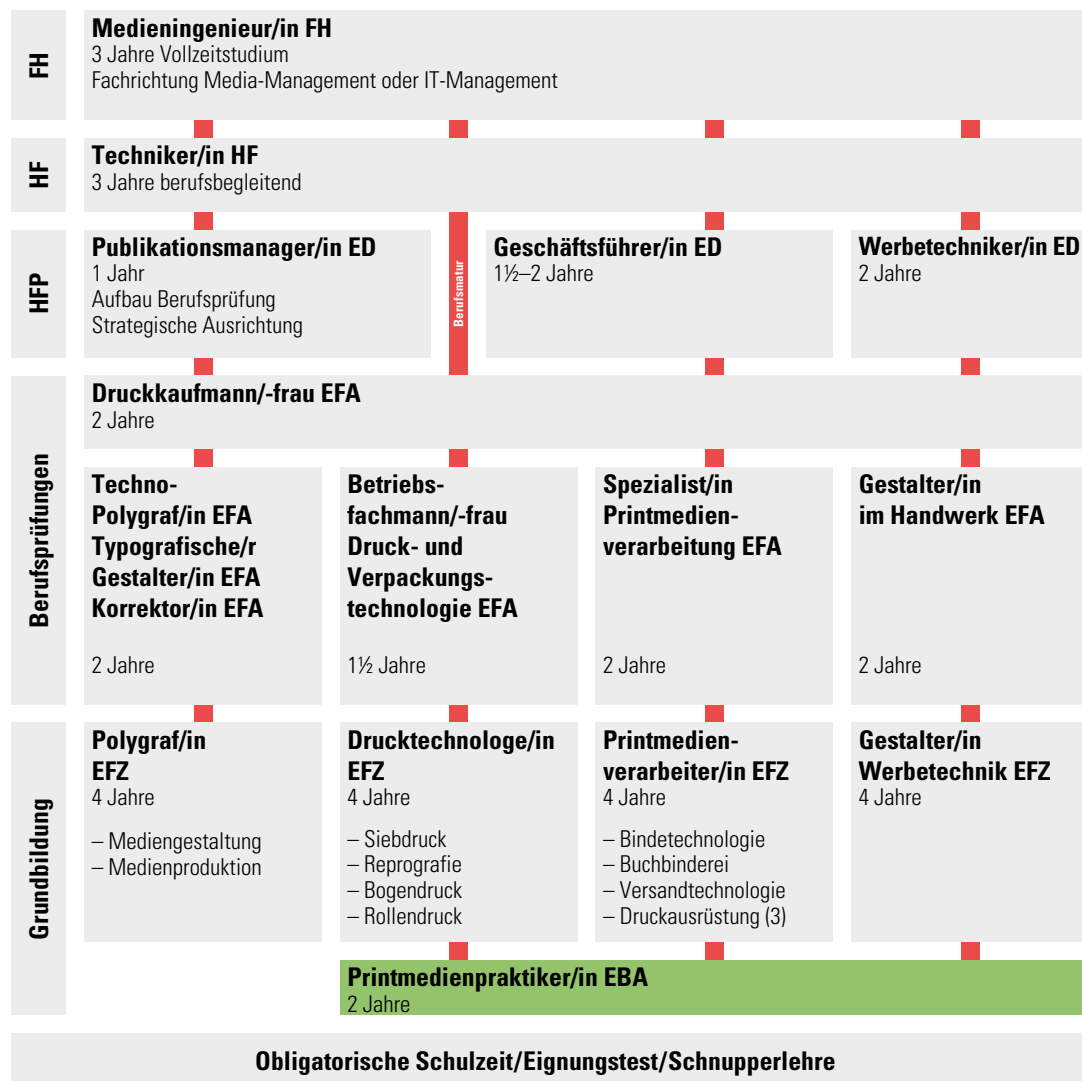 FH
Medieningenieur/in FH
3 Jahre Vollzeitstudium
Fachrichtung Media-Management oder IT-Management
HF
Techniker/in HF
3 Jahre berufsbegleitend
HFP
Publikationsmanager/in ED
1 Jahr
Aufbau Berufsprüfung
Strategische Ausrichtung
Berufsmatur
Geschäftsführer/in ED
1½–2 Jahre
Werbetechniker/in ED
2 Jahre
Berufsprüfungen
Druckkaufmann/-frau EFA
2 Jahre
Techno-
Polygraf/in EFA
Typografische/r
Gestalter/in EFA
Korrektor/in EFA
2 Jahre
Betriebs-
fachmann/-frau
Druck- und
Verpackungs-
technologie EFA
1½ Jahre
Spezialist/in
Printmedien-
verarbeitung EFA
2 Jahre
Gestalter/in
im Handwerk EFA
2 Jahre
Grundbildung
Polygraf/in
EFZ
4 Jahre
– Mediengestaltung
– Medienproduktion
Drucktechnologe/in
EFZ
4 Jahre
– Siebdruck
– Reprografie
– Bogendruck
– Rollendruck
Printmedien-
verarbeiter/in EFZ
4 Jahre
– Bindetechnologie
– Buchbinderei
– Versandtechnologie
– Druckausrüstung (3)
Gestalter/in
Werbetechnik EFZ
4 Jahre
Printmedienpraktiker/in EBA
2 Jahre
Obligatorische Schulzeit/Eignungstest/Schnupperlehre